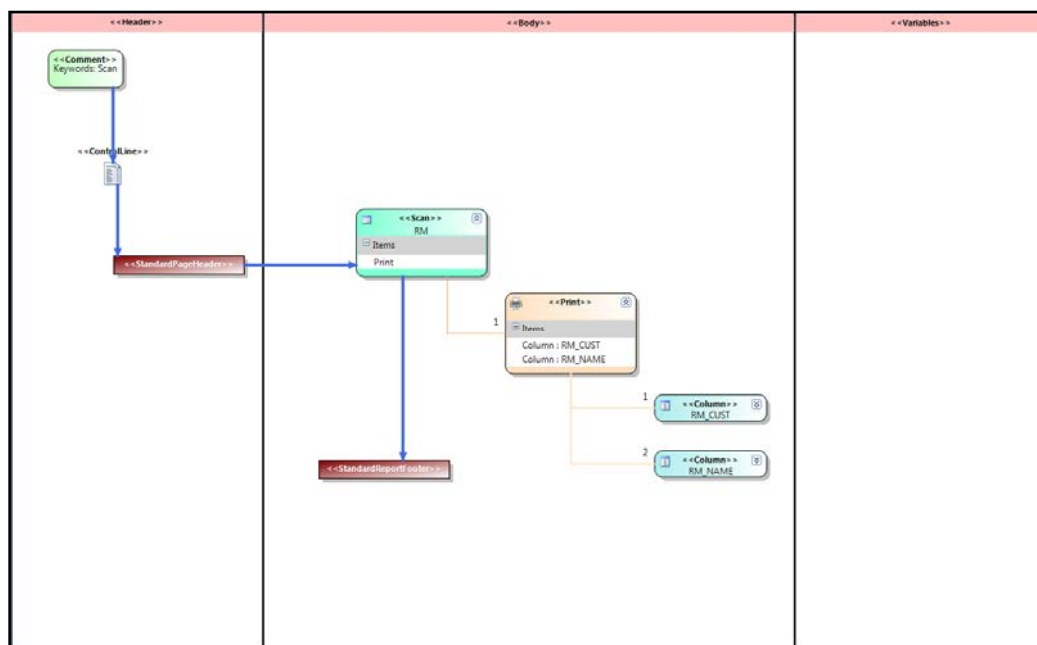 <<Header>>
<<Body>>
<<Variables>>
<<Comment>>
Keywords: Scan
<<ControlLine>>
<<StandardPageHeader>>
<<Scan>>
RM
Items
Print
1
<<Print>>
Items
Column : RM_CUST
Column : RM_NAME
1
<<Column>>
RM_CUST
2
<<Column>>
RM_NAME
<<StandardReportFooter>>